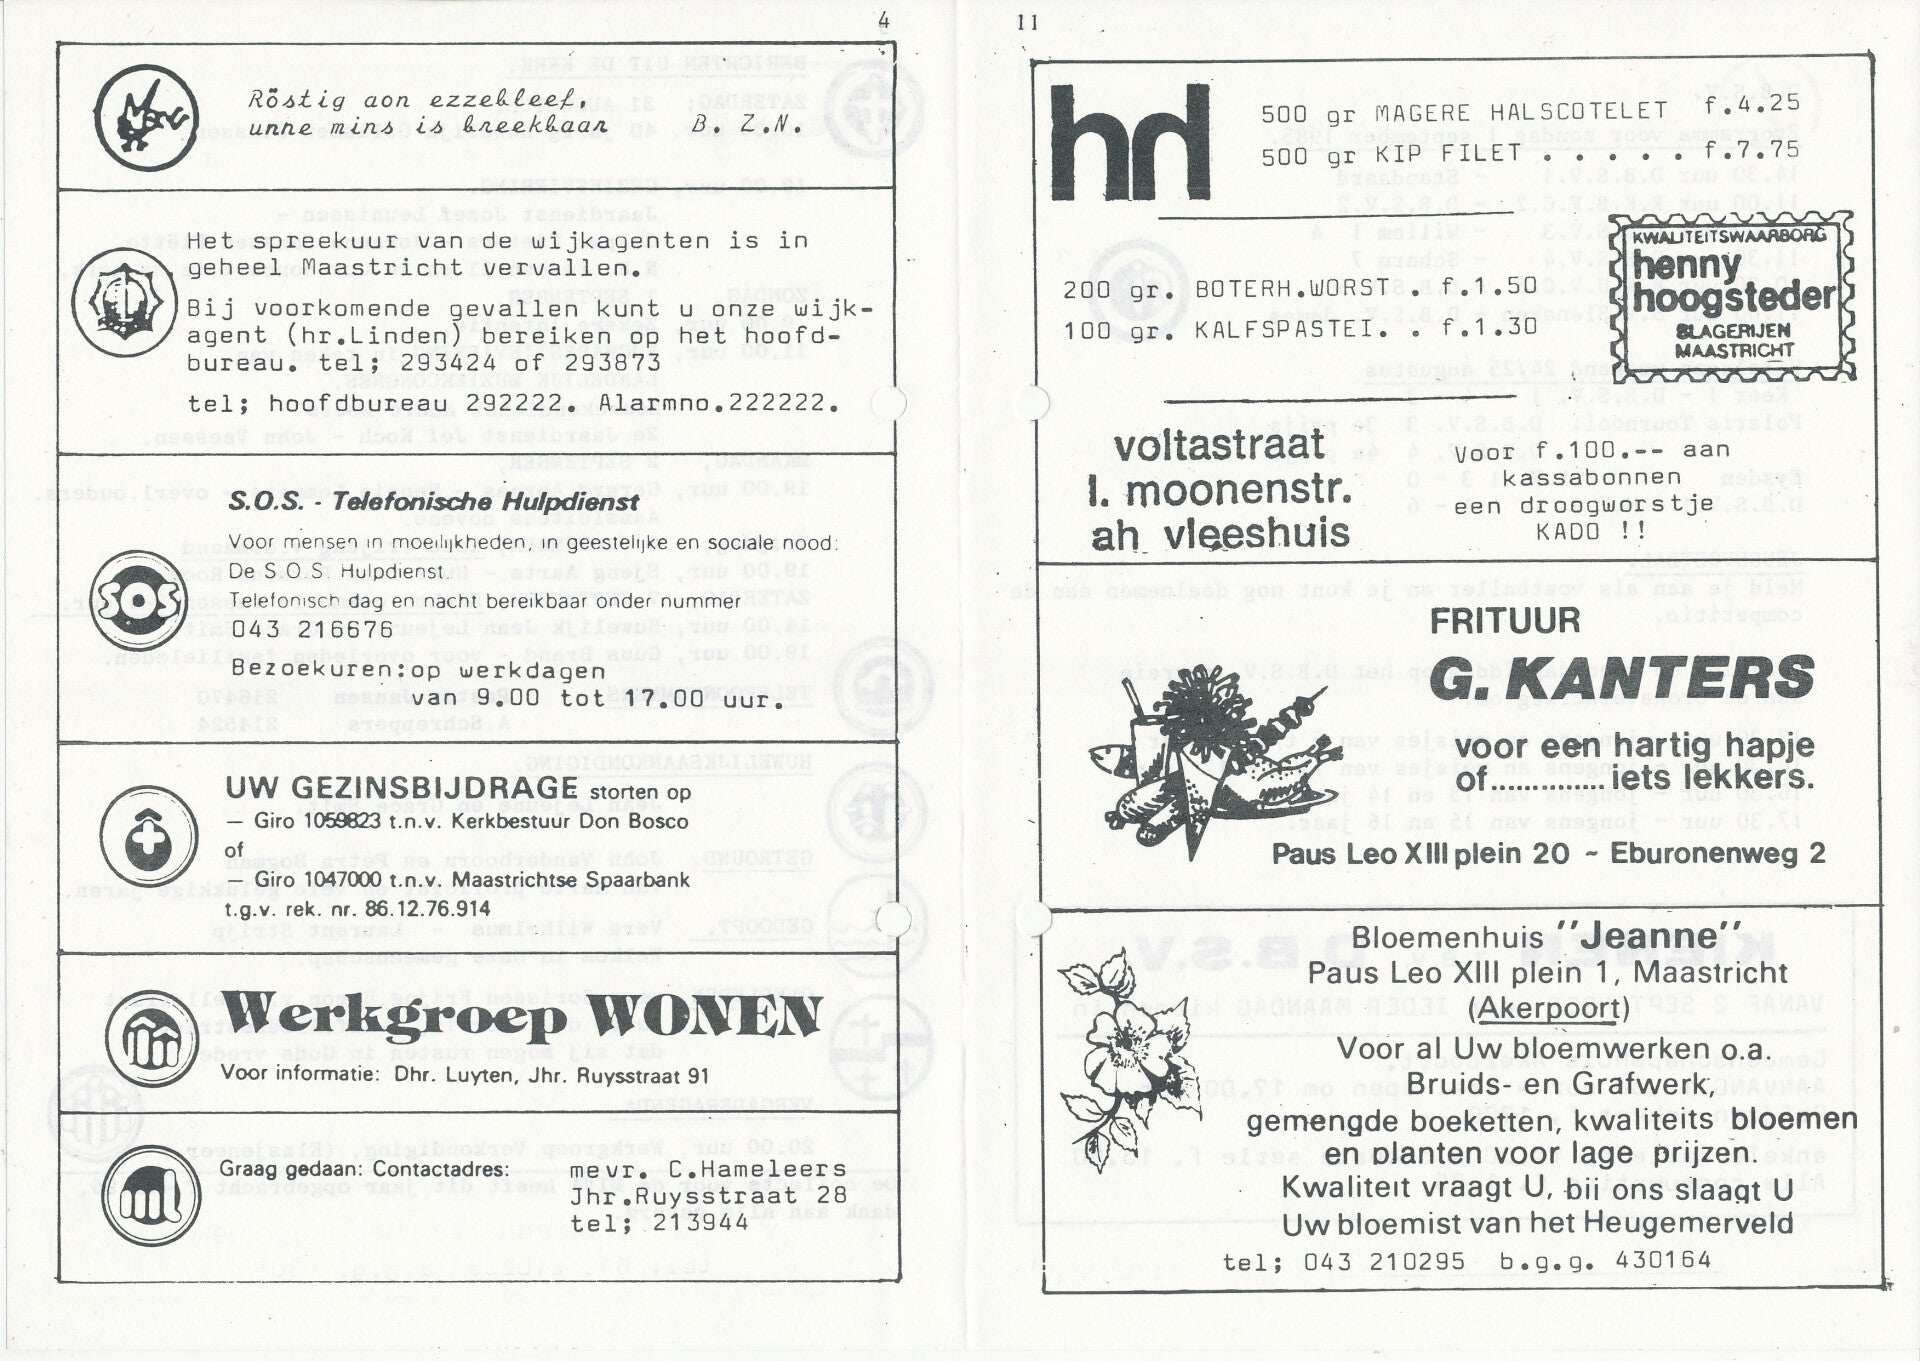 4
Röstig aon ezzebleef,
unne mins is breekbaar B. Z.N.
Het spreekuur van de wijkagenten is in
geheel Maastricht vervallen.
Bij voorkomende gevallen kunt u onze wijk-
agent (hr.Linden) bereiken op het hoofd-
bureau. tel; 293424 of 293873
tel; hoofdbureau 292222. Alarmno.222222.
S.O.S. - Telefonische Hulpdienst
Voor mensen in moeilijkheden, in geestelijke en sociale nood:
De S.O.S. Hulpdienst
Telefonisch dag en nacht bereikbaar onder nummer
SOS
043 216676
Bezoekuren:op werkdagen
van 9.00 tot 17.00 uur.
UW GEZINSBIJDRAGE storten op
— Giro 1059823 t.n.v. Kerkbestuur Don Bosco
of
— Giro 1047000 t.n.v. Maastrichtse Spaarbank
t.g.v. rek. nr. 86.12.76.914
Werkgroep WONEN
Voor informatie: Dhr. Luyten, Jhr. Ruysstraat 91
Graag gedaan: Contactadres: mevr. C.Hameleers
Jhr.Ruysstraat 28
tel; 213944
11
hd
500 gr MAGERE HALSCOTELET f.4.25
500 gr KIP FILET . . . . . f.7.75
200 gr. BOTERH.WORST . f.1.50
100 gr. KALFSPASTEI. . f.1.30
KWALITEITSWAARBORG
henny
hoogsteder
SLAGERIJEN
MAASTRICHT
voltastraat
l. moonenstr.
ah vleeshuis
Voor f.100.-- aan
kassabonnen
een droogworstje
KADO !!
FRITUUR
G. KANTERS
voor een hartig hapje
of.............. iets lekkers.
Paus Leo XIII plein 20 ~ Eburonenweg 2
Bloemenhuis "Jeanne"
Paus Leo XIII plein 1, Maastricht
(Akerpoort)
Voor al Uw bloemwerken o.a.
Bruids- en Grafwerk,
gemengde boeketten, kwaliteits bloemen
en planten voor lage prijzen.
Kwaliteit vraagt U, bij ons slaagt U
Uw bloemist van het Heugemerveld
tel; 043 210295 b.g.g. 430164